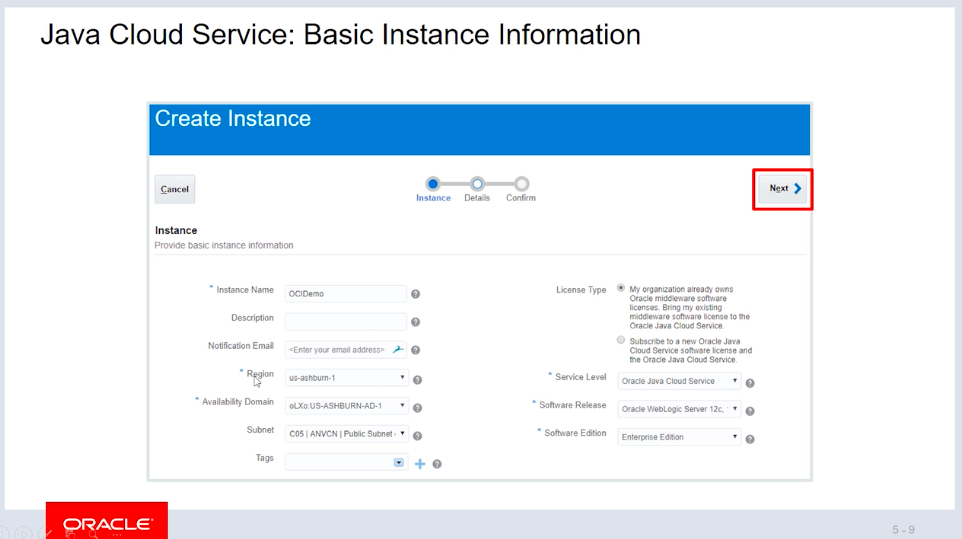 Java Cloud Service: Basic Instance Information
Create Instance
Cancel
Instance
Details
Confirm
Next
Instance
Provide basic instance information
* Instance Name
OCIDemo
Description
Notification Email
<Enter your email address>
* Region
us-ashburn-1
* Availability Domain
oLXo:US-ASHBURN-AD-1
Subnet
C05 | ANVCN | Public Subnet
Tags
License Type
My organization already owns
Oracle middleware software
licenses. Bring my existing
middleware software license to the
Oracle Java Cloud Service.
Subscribe to a new Oracle Java
Cloud Service software license and
the Oracle Java Cloud Service.
* Service Level
Oracle Java Cloud Service
* Software Release
Oracle WebLogic Server 12c,
* Software Edition
Enterprise Edition
ORACLE®
5 - 9